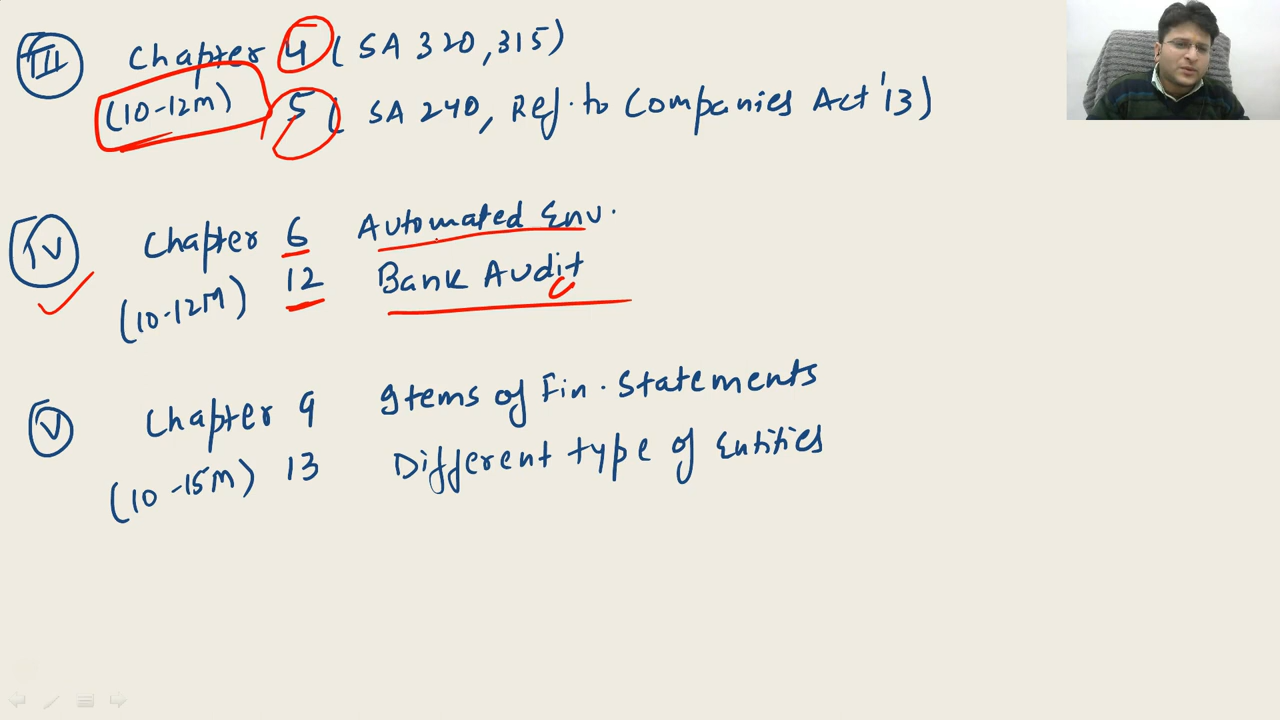 III Chapter 4 ( SA 320, 315)
(10-12M) 5 ( SA 240, Ref. to Companies Act '13)
IV Chapter 6 Automated Env.
(10-12M) 12 Bank Audit
V Chapter 9 Items of Fin. Statements
(10-15M) 13 Different type of Entities